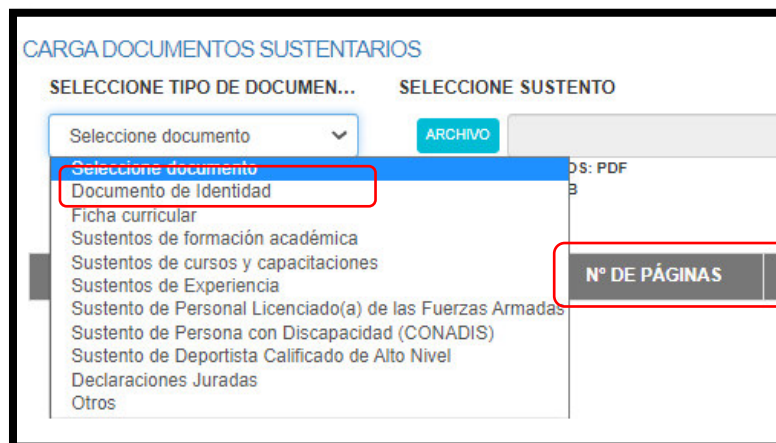 CARGA DOCUMENTOS SUSTENTARIOS
SELECCIONE TIPO DE DOCUMEN... SELECCIONE SUSTENTO
Seleccione documento ARCHIVO
Seleccione documento OS: PDF
Documento de Identidad B
Ficha curricular
Sustentos de formación académica
Sustentos de cursos y capacitaciones
Sustentos de Experiencia Nº DE PÁGINAS
Sustento de Personal Licenciado(a) de las Fuerzas Armadas
Sustento de Persona con Discapacidad (CONADIS)
Sustento de Deportista Calificado de Alto Nivel
Declaraciones Juradas
Otros